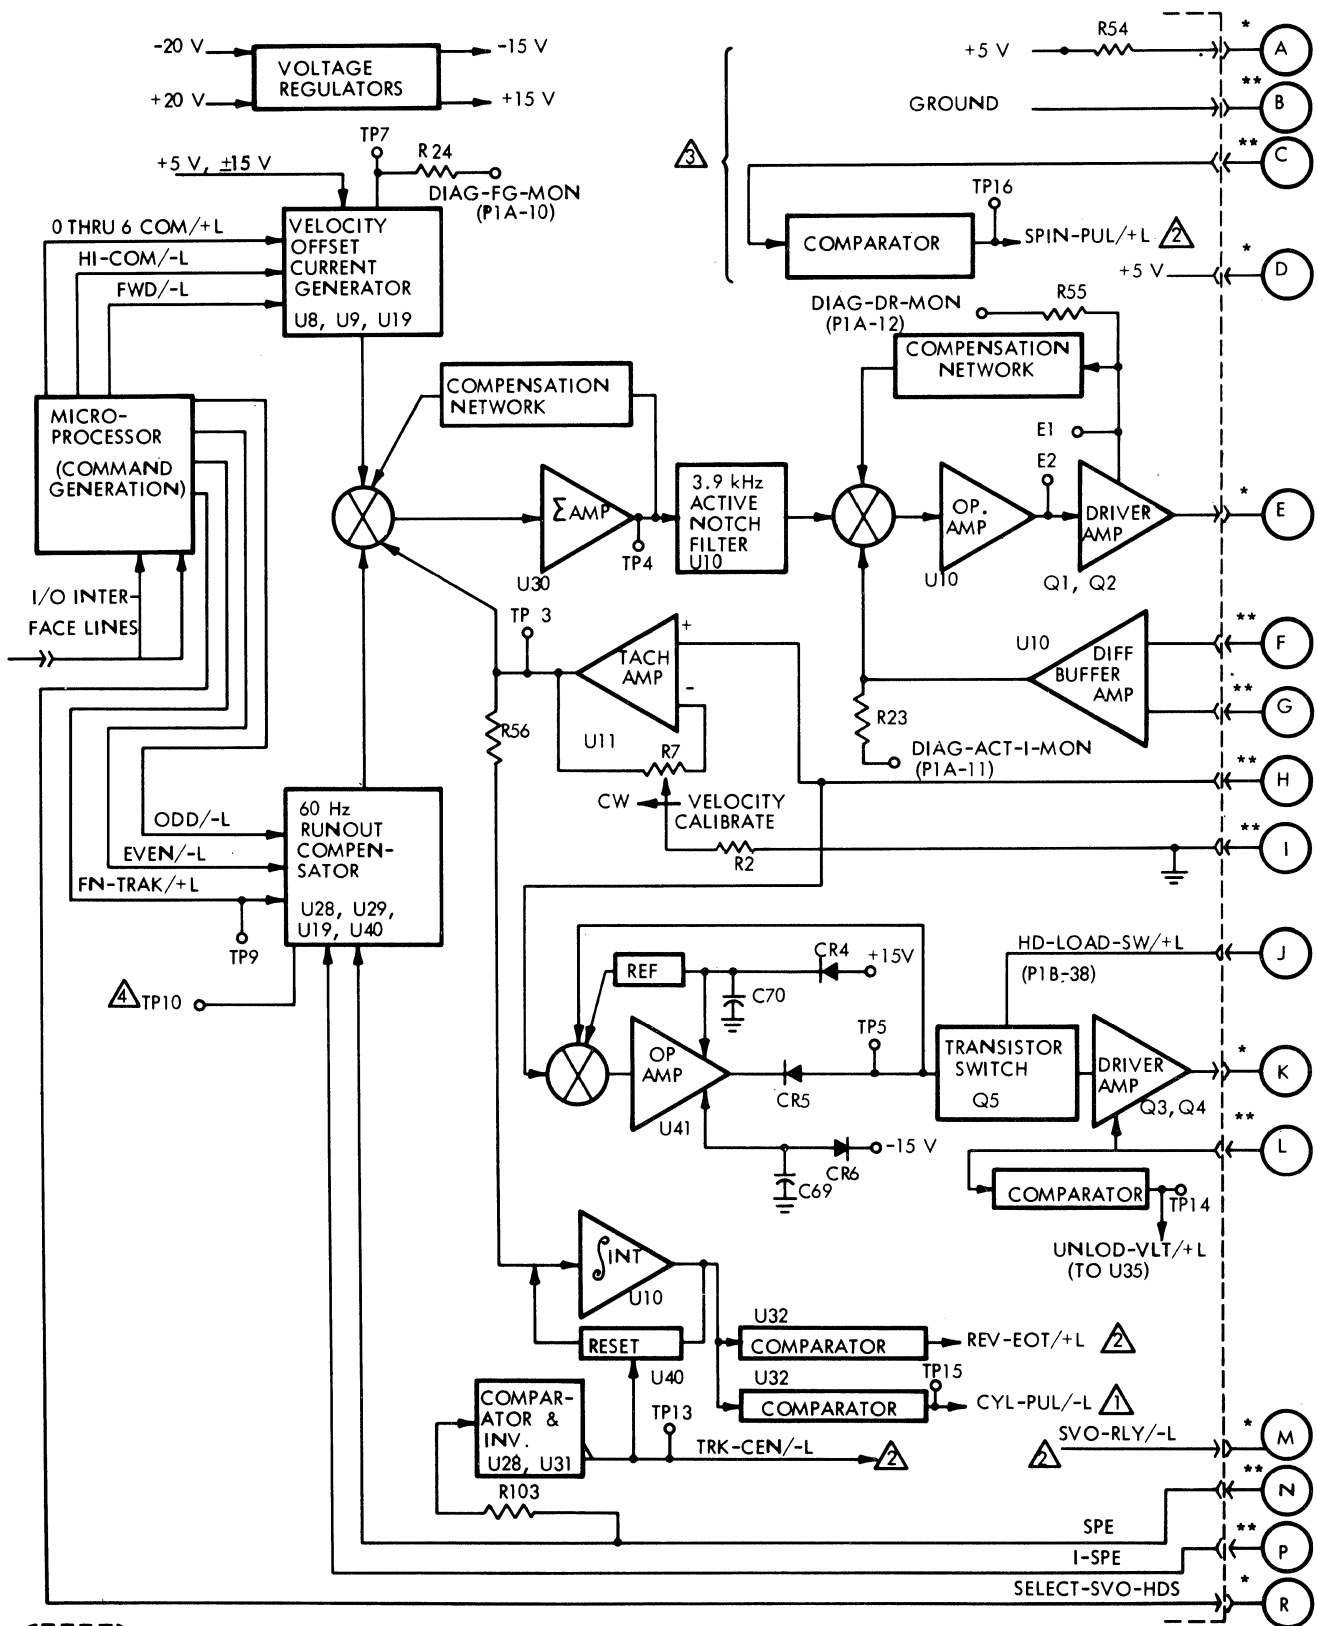 -20 V
-15 V
VOLTAGE
REGULATORS
+20 V
+15 V
+5 V
R54
*
A
GROUND
**
B
3
**
C
TP16
COMPARATOR
SPIN-PUL/+L
2
+5 V
*
D
+5 V, ±15 V
TP7
R 24
DIAG-FG-MON
(P1A-10)
0 THRU 6 COM/+L
HI-COM/-L
FWD/-L
VELOCITY
OFFSET
CURRENT
GENERATOR
U8, U9, U19
DIAG-DR-MON
(P1A-12)
R55
COMPENSATION
NETWORK
MICRO-
PROCESSOR
(COMMAND
GENERATION)
COMPENSATION
NETWORK
E1
E2
Σ AMP
U30
TP4
3.9 kHz
ACTIVE
NOTCH
FILTER
U10
OP.
AMP
U10
DRIVER
AMP
Q1, Q2
*
E
I/O INTER-
FACE LINES
TP 3
TACH
AMP
+
-
U11
R56
R7
U10
DIFF
BUFFER
AMP
**
F
**
G
R23
DIAG-ACT-I-MON
(P1A-11)
**
H
CW
VELOCITY
CALIBRATE
R2
**
I
ODD/-L
EVEN/-L
FN-TRAK/+L
60 Hz
RUNOUT
COMPEN-
SATOR
U28, U29,
U19, U40
TP9
4
TP10
REF
CR4
+15V
C70
HD-LOAD-SW/+L
(P1B-38)
J
OP
AMP
U41
CR5
TP5
TRANSISTOR
SWITCH
Q5
DRIVER
AMP
Q3, Q4
*
K
-15 V
CR6
C69
**
L
COMPARATOR
TP14
UNLOD-VLT/+L
(TO U35)
∫INT
U10
RESET
U40
U32
COMPARATOR
REV-EOT/+L
2
U32
COMPARATOR
TP15
CYL-PUL/-L
1
COMPAR-
ATOR &
INV.
U28, U31
TP13
TRK-CEN/-L
2
2
SVO-RLY/-L
*
M
R103
**
N
SPE
**
P
I-SPE
SELECT-SVO-HDS
*
R